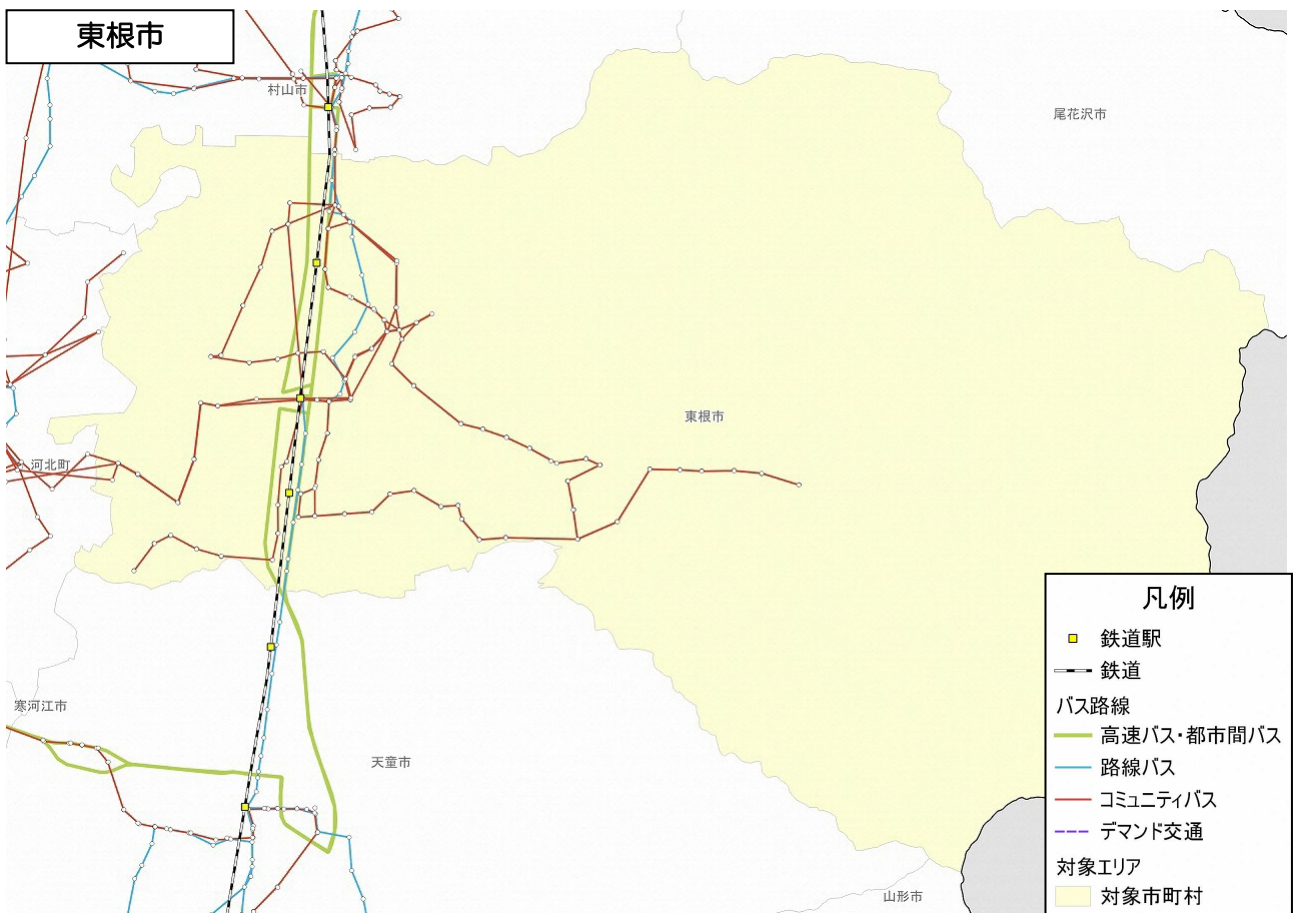 東根市
村山市
尾花沢市
東根市
河北町
寒河江市
天童市
山形市
凡例
鉄道駅
鉄道
バス路線
高速バス・都市間バス
路線バス
コミュニティバス
デマンド交通
対象エリア
対象市町村